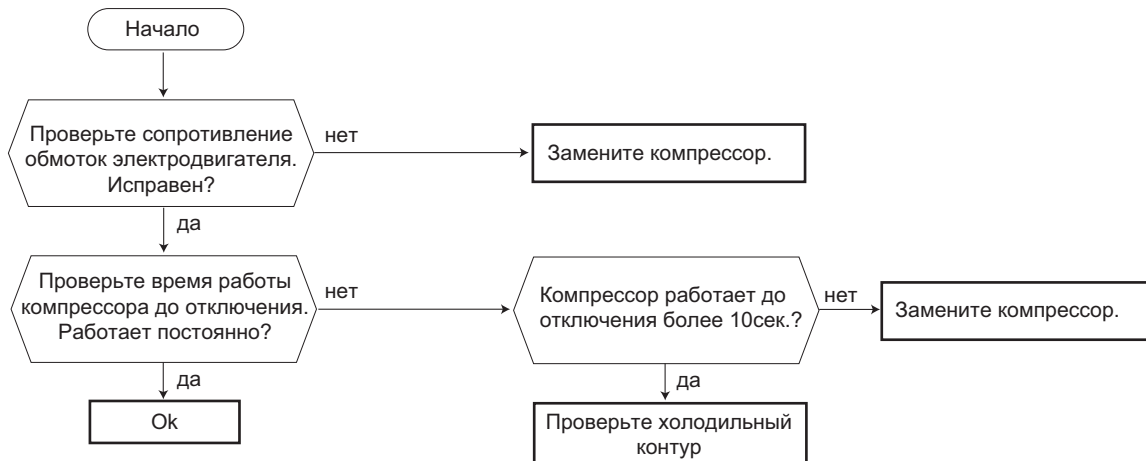 Начало
Проверьте сопротивление
обмоток электродвигателя.
Исправен?
нет
Замените компрессор.
да
Проверьте время работы
компрессора до отключения.
Работает постоянно?
нет
Компрессор работает до
отключения более 10сек.?
нет
Замените компрессор.
да
Ok
да
Проверьте холодильный
контур